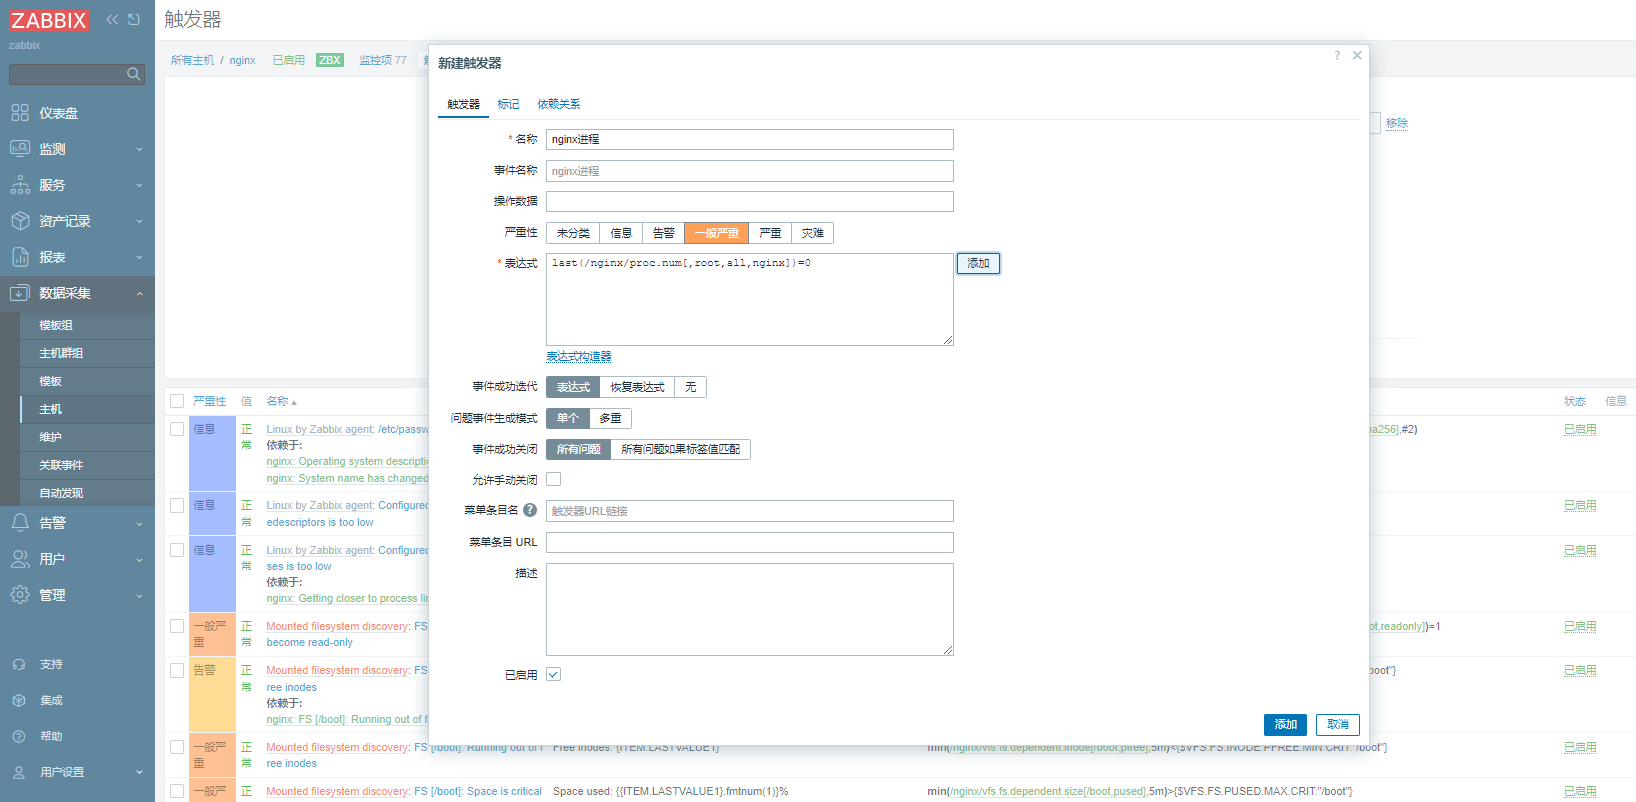 ZABBIX
zabbix
仪表盘
监测
服务
资产记录
报表
数据采集
模板组
主机群组
模板
主机
维护
关联事件
自动发现
告警
用户
管理
支持
集成
帮助
用户设置
触发器
所有主机 / nginx 已启用 ZBX 监控项 77
移除
新建触发器
触发器 标记 依赖关系
* 名称 nginx进程
事件名称 nginx进程
操作数据
严重性 未分类 信息 告警 一般严重 严重 灾难
* 表达式 last(/nginx/proc.num[,root,all,nginx])=0 添加
表达式构造器
事件成功迭代 表达式 恢复表达式 无
问题事件生成模式 单个 多重
事件成功关闭 所有问题 所有问题如果标签值匹配
允许手动关闭
菜单条目名 ? 触发器URL链接
菜单条目 URL
描述
已启用
添加 取消
严重性 值 名称 状态 信息
信息 正常 Linux by Zabbix agent: /etc/passw a256],#2) 已启用
依赖于:
nginx: Operating system descripti
nginx: System name has changed
信息 正常 Linux by Zabbix agent: Configured 已启用
edescriptors is too low
信息 正常 Linux by Zabbix agent: Configured 已启用
ses is too low
依赖于:
nginx: Getting closer to process li
一般严重 正常 Mounted filesystem discovery: FS ot,readonly])=1 已启用
become read-only
告警 正常 Mounted filesystem discovery: FS boot"} 已启用
ree inodes
依赖于:
nginx: FS [/boot]: Running out of f
一般严重 正常 Mounted filesystem discovery: FS [/boot]: Running out of f Free inodes: {ITEM.LASTVALUE1} min(/nginx/vfs.fs.dependent.inode[/boot,pfree],5m)<{$VFS.FS.INODE.PFREE.MIN.CRIT:"/boot"} 已启用
ree inodes
一般严 正 Mounted filesystem discovery: FS [/boot]: Space is critical Space used: {{ITEM.LASTVALUE1}.fmtnum(1)}% min(/nginx/vfs.fs.dependent.size[/boot,pused],5m)>{$VFS.FS.PUSED.MAX.CRIT:"/boot"} 已启用